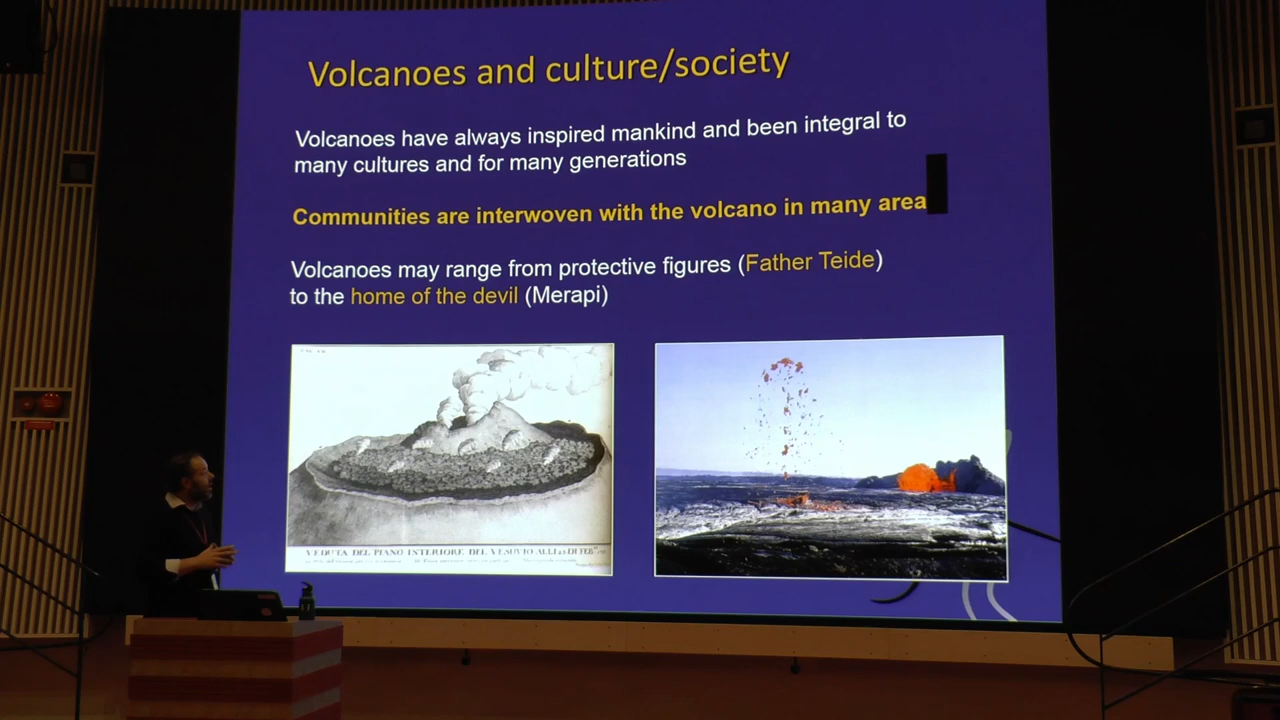 Volcanoes and culture/society
Volcanoes have always inspired mankind and been integral to
many cultures and for many generations
Communities are interwoven with the volcano in many area
Volcanoes may range from protective figures (Father Teide)
to the home of the devil (Merapi)
VEDUTA DEL PIANO INTERIORE DEL VESUVIO ALLI